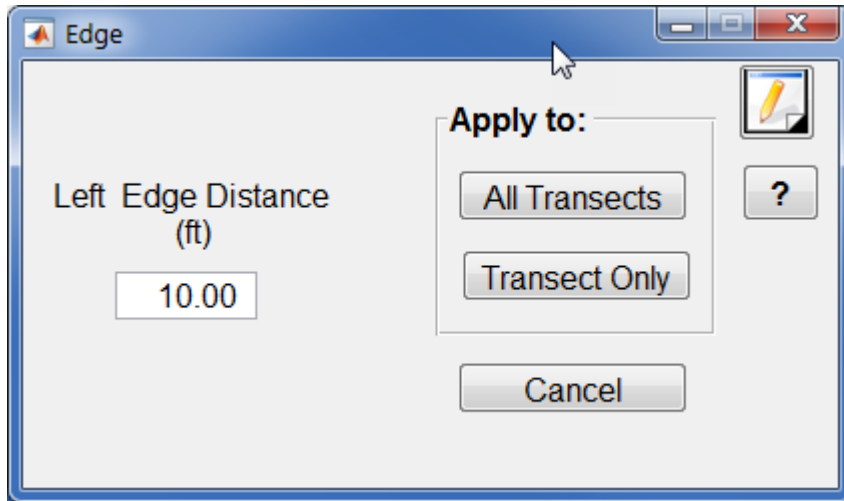 Edge
Apply to:
Left Edge Distance
(ft)
10.00
All Transects
Transect Only
Cancel
?